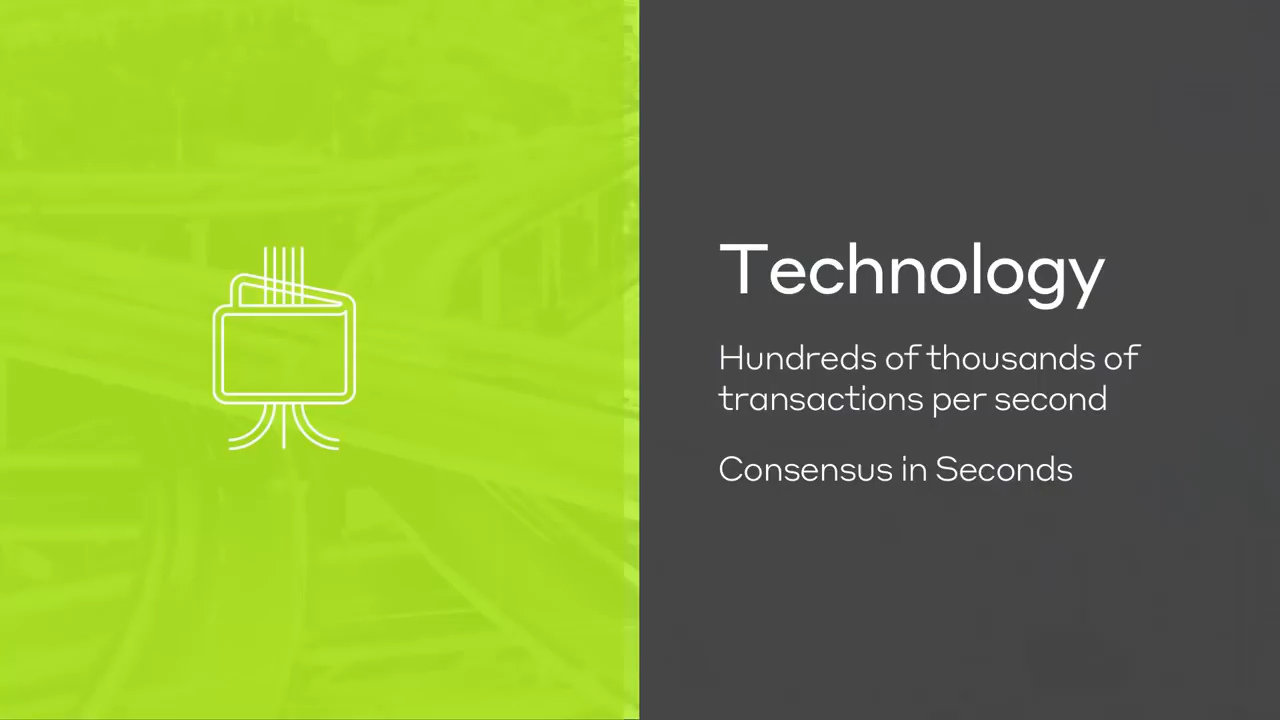 Technology
Hundreds of thousands of
transactions per second
Consensus in Seconds